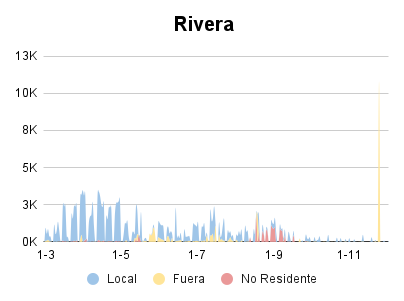 Rivera
13K
10K
8K
5K
3K
0K
1-3 1-5 1-7 1-9 1-11
Local Fuera No Residente